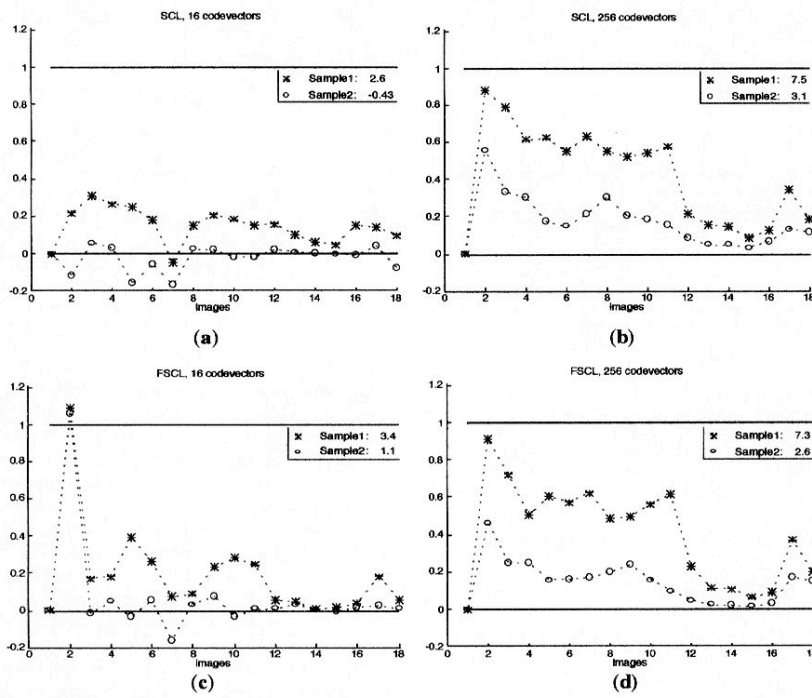 SCL, 16 codevectors
1.2
1
0.8
0.6
0.4
0.2
0
-0.2
Sample1: 2.6
Sample2: -0.43
0 2 4 6 8 10 12 14 16 18
Images
(a)
SCL, 256 codevectors
1.2
1
0.8
0.6
0.4
0.2
0
-0.2
Sample1: 7.5
Sample2: 3.1
0 2 4 6 8 10 12 14 16 18
Images
(b)
FSCL, 16 codevectors
1.2
1
0.8
0.6
0.4
0.2
0
-0.2
Sample1: 3.4
Sample2: 1.1
0 2 4 6 8 10 12 14 16 18
Images
(c)
FSCL, 256 codevectors
1.2
1
0.8
0.6
0.4
0.2
0
-0.2
Sample1: 7.3
Sample2: 2.6
0 2 4 6 8 10 12 14 16 18
Images
(d)